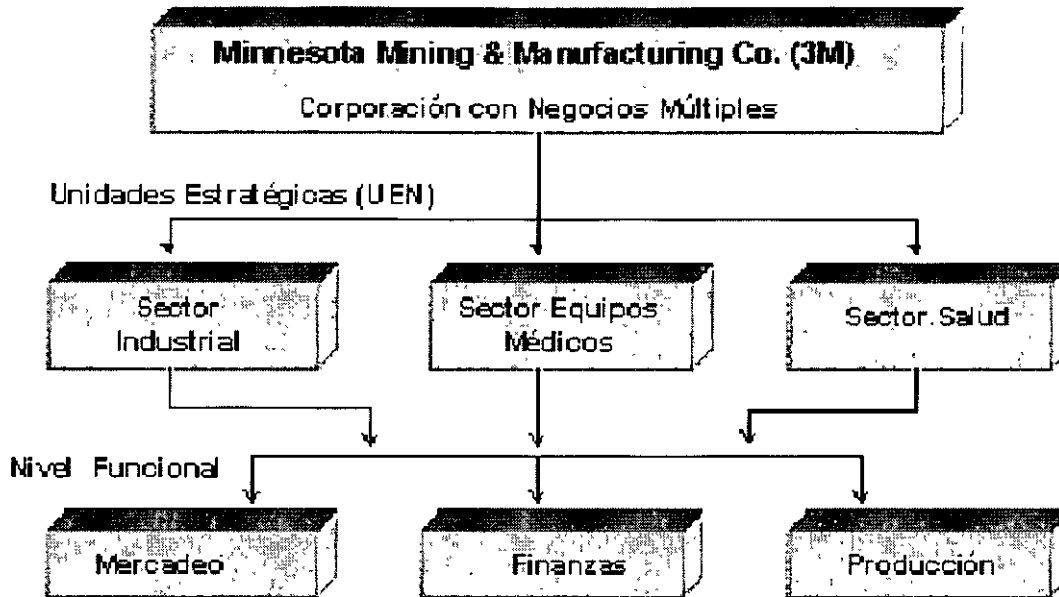 Minnesota Mining & Manufacturing Co. (3M)
Corporación con Negocios Múltiples
Unidades Estratégicas (UEN)
Sector
Industrial
Sector Equipos
Médicos
Sector Salud
Nivel Funcional
Mercadeo
Finanzas
Producción